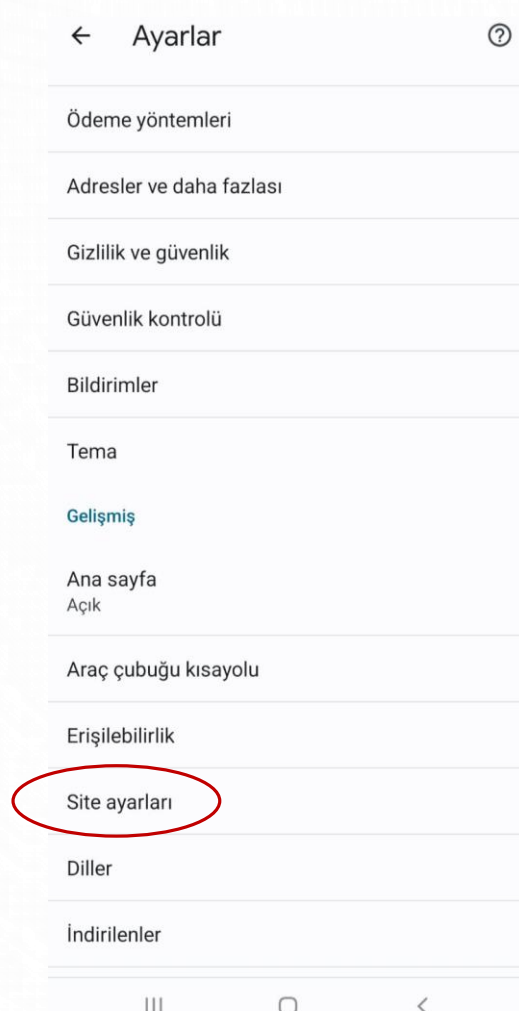 Ayarlar
Ödeme yöntemleri
Adresler ve daha fazlası
Gizlilik ve güvenlik
Güvenlik kontrolü
Bildirimler
Tema
Gelişmiş
Ana sayfa
Açık
Araç çubuğu kısayolu
Erişilebilirlik
Site ayarları
Diller
İndirilenler